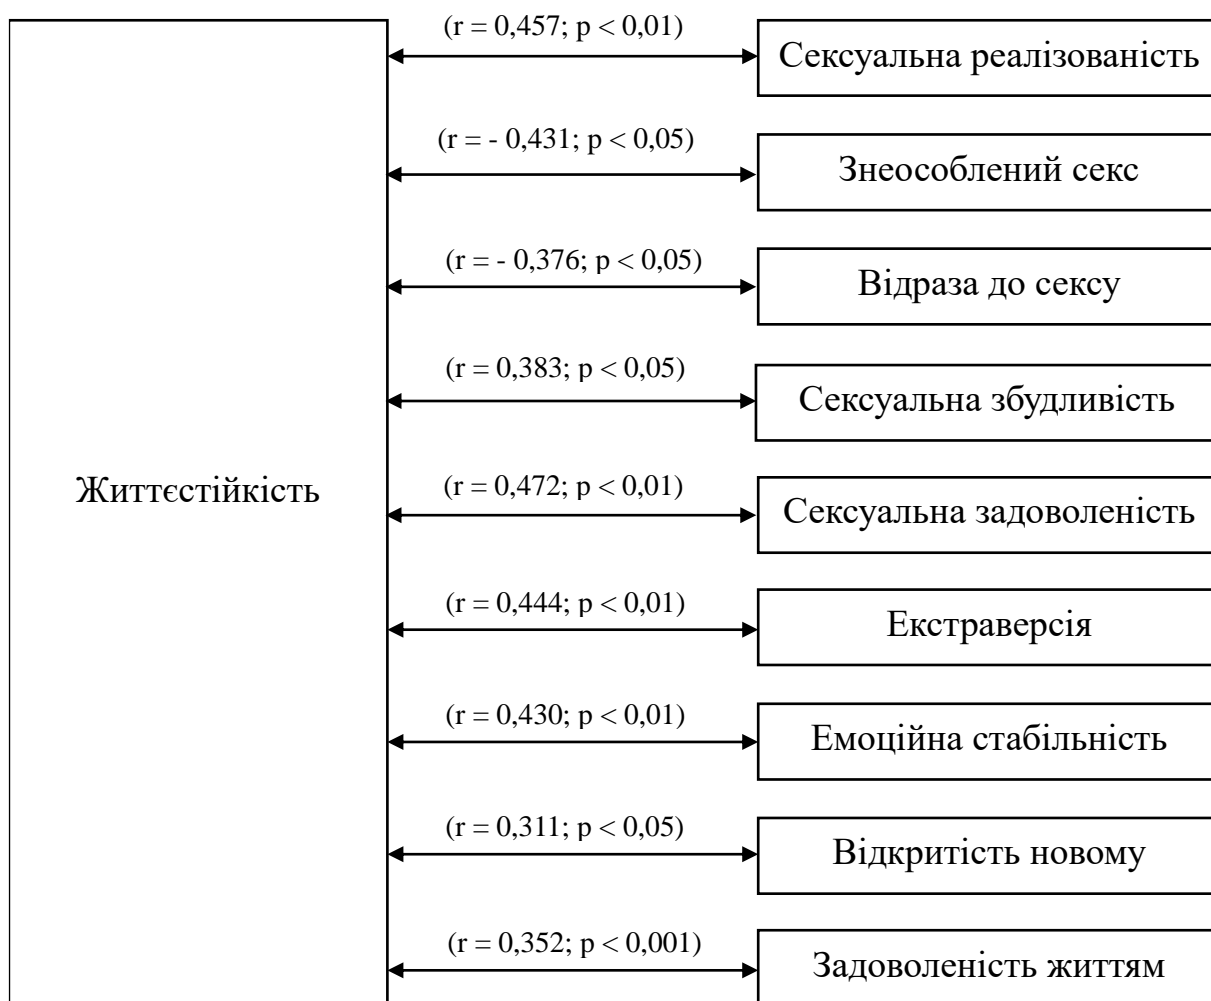 (r = 0,457; p < 0,01)
Сексуальна реалізованість
(r = - 0,431; p < 0,05)
Знеособлений секс
(r = - 0,376; p < 0,05)
Відраза до сексу
(r = 0,383; p < 0,05)
Сексуальна збудливість
Життєстійкість
(r = 0,472; p < 0,01)
Сексуальна задоволеність
(r = 0,444; p < 0,01)
Екстраверсія
(r = 0,430; p < 0,01)
Емоційна стабільність
(r = 0,311; p < 0,05)
Відкритість новому
(r = 0,352; p < 0,001)
Задоволеність життям